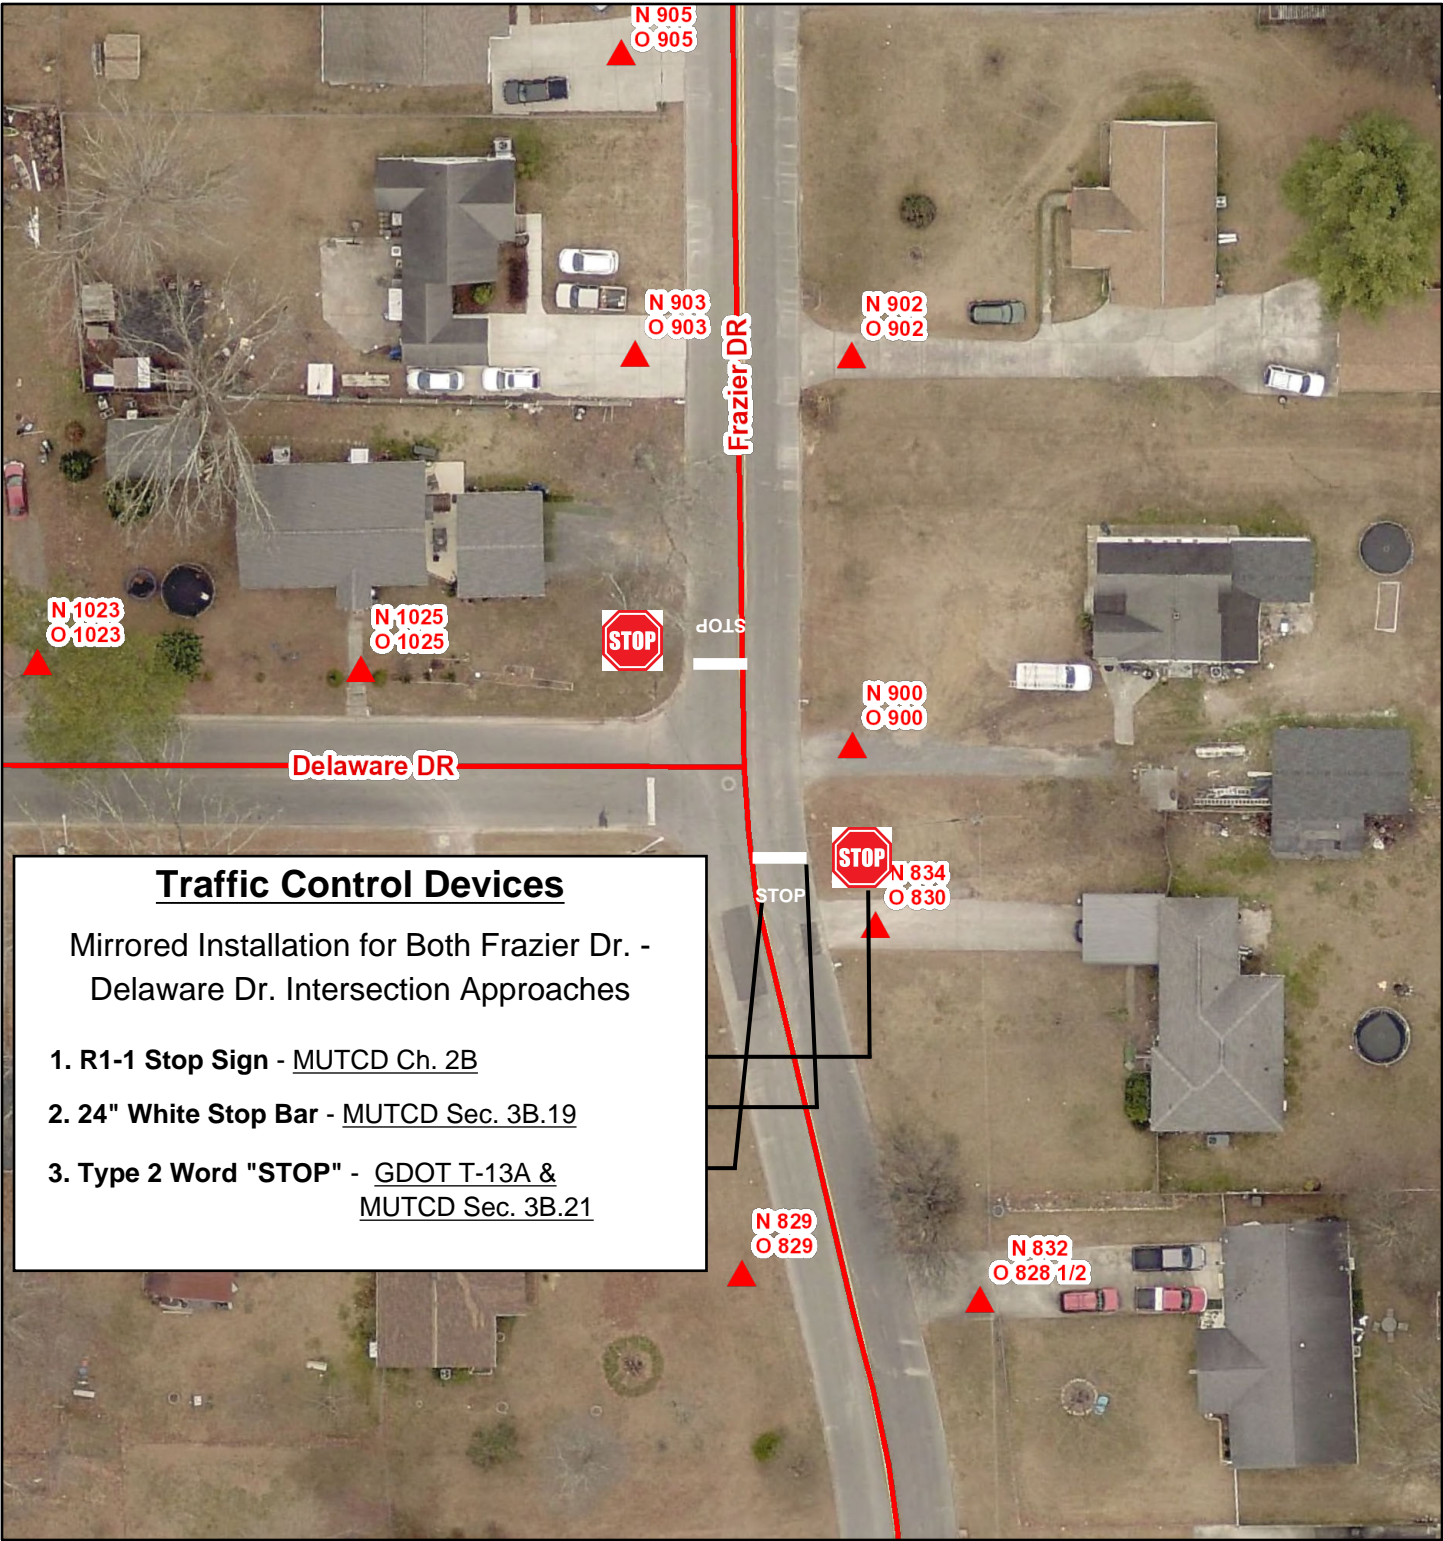 N 905
O 905
N 903
O 903
N 902
O 902
Frazier DR
N 1023
O 1023
N 1025
O 1025
STOP
STOP
N 900
O 900
Delaware DR
STOP
N 834
O 830
STOP
Traffic Control Devices
Mirrored Installation for Both Frazier Dr. -
Delaware Dr. Intersection Approaches
1. R1-1 Stop Sign - MUTCD Ch. 2B
2. 24" White Stop Bar - MUTCD Sec. 3B.19
3. Type 2 Word "STOP" - GDOT T-13A &
MUTCD Sec. 3B.21
N 829
O 829
N 832
O 828 1/2